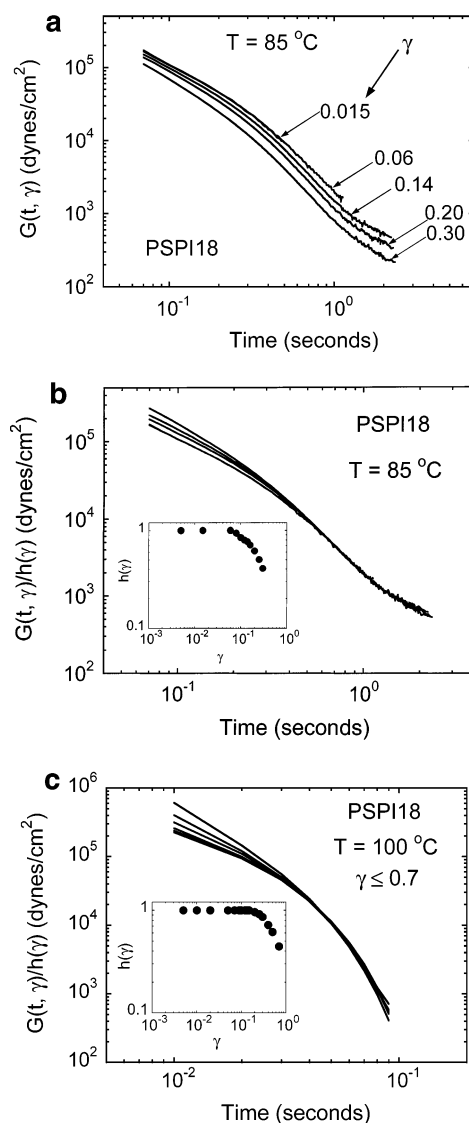 a
T = 85 °C
γ
0.015
0.06
0.14
0.20
0.30
PSPI18
G(t, γ) (dynes/cm²)
10⁵
10⁴
10³
10²
10⁻¹ 10⁰
Time (seconds)
b
PSPI18
T = 85 °C
G(t, γ)/h(γ) (dynes/cm²)
10⁵
10⁴
10³
10²
h(γ)
1
0.1
10⁻³ 10⁻² 10⁻¹ 10⁰
γ
10⁻¹ 10⁰
Time (seconds)
c
PSPI18
T = 100 °C
γ ≤ 0.7
G(t, γ)/h(γ) (dynes/cm²)
10⁶
10⁵
10⁴
10³
10²
h(γ)
1
0.1
10⁻³ 10⁻² 10⁻¹ 10⁰
γ
10⁻² 10⁻¹
Time (seconds)